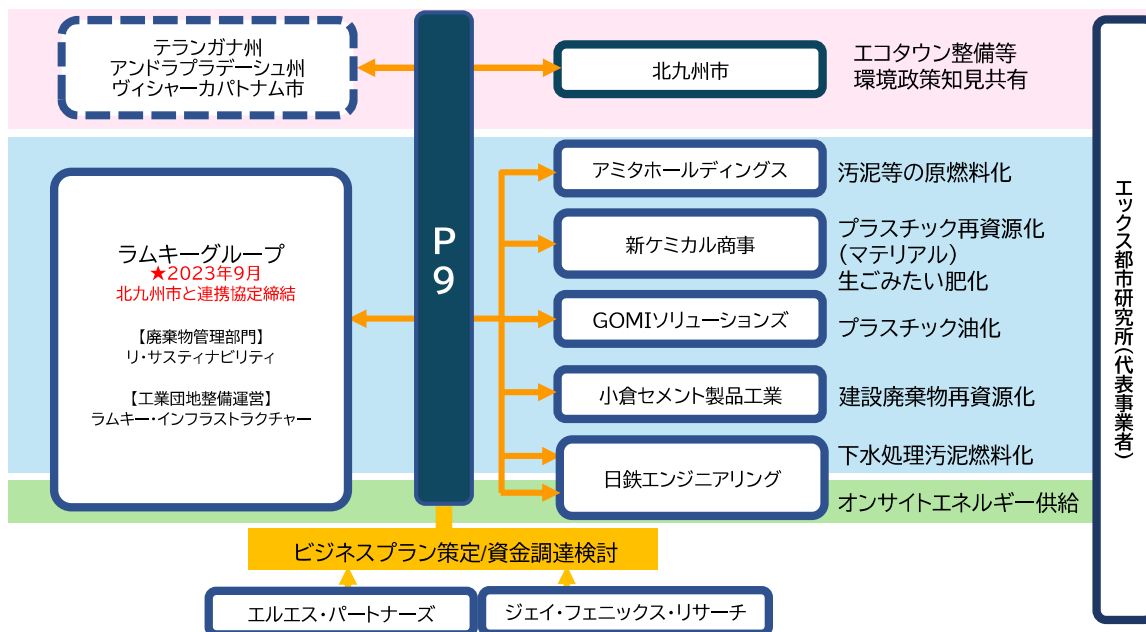 テランガナ州
アンドラプラデーシュ州
ヴィシャーカパトナム市
北九州市
エコタウン整備等
環境政策知見共有
P9
ラムキーグループ
★2023年9月
北九州市と連携協定締結
【廃棄物管理部門】
リ・サスティナビリティ
【工業団地整備運営】
ラムキー・インフラストラクチャー
アミタホールディングス
汚泥等の原燃料化
新ケミカル商事
プラスチック再資源化
(マテリアル)
生ごみたい肥化
GOMIソリューションズ
プラスチック油化
小倉セメント製品工業
建設廃棄物再資源化
日鉄エンジニアリング
下水処理汚泥燃料化
オンサイトエネルギー供給
エックス都市研究所(代表事業者)
ビジネスプラン策定/資金調達検討
エルエス・パートナーズ
ジェイ・フェニックス・リサーチ